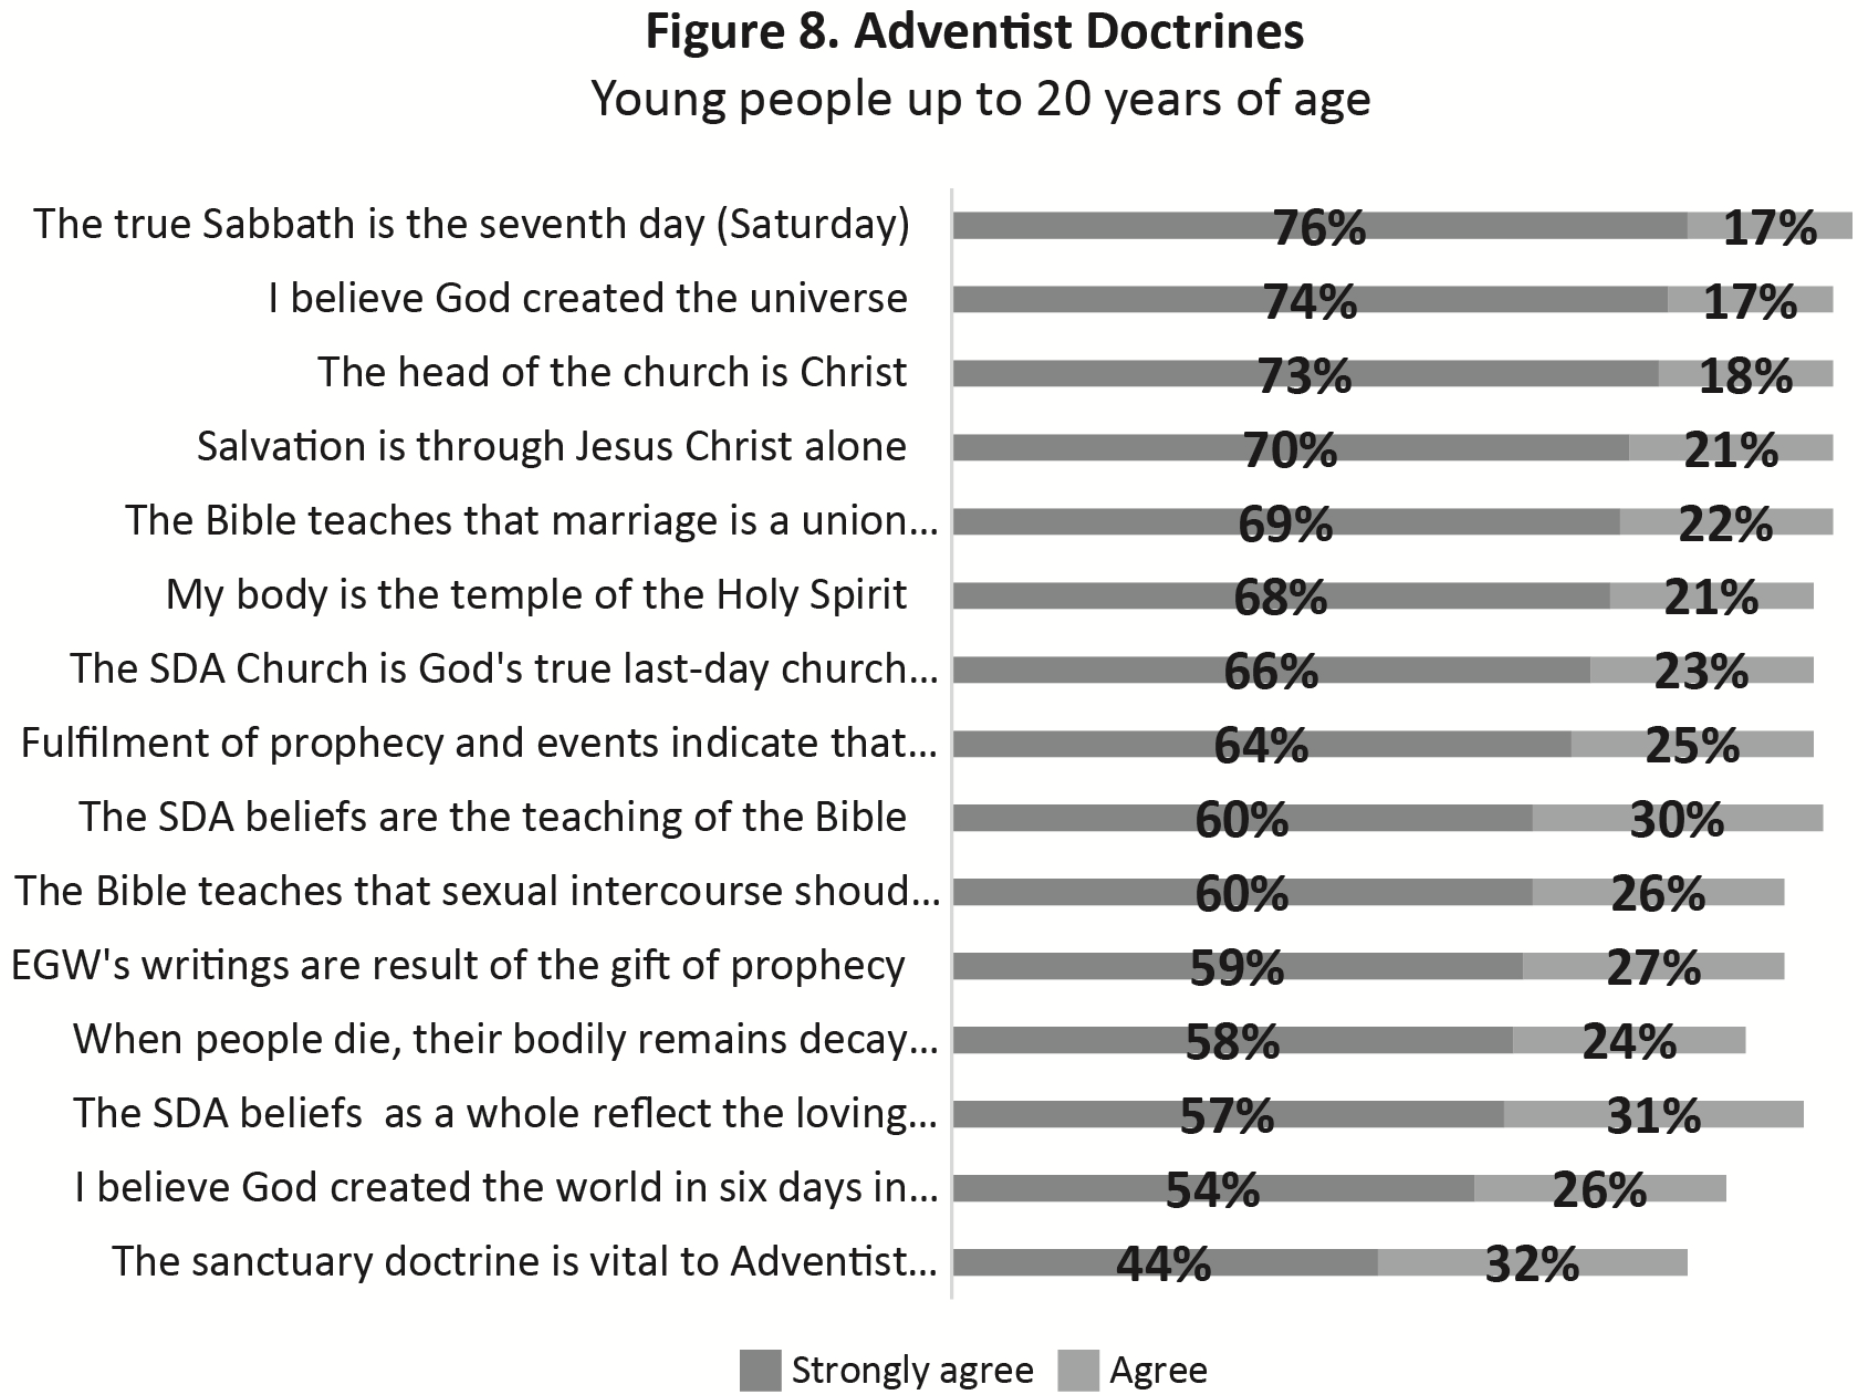 Figure 8. Adventist Doctrines
Young people up to 20 years of age
The true Sabbath is the seventh day (Saturday) 76% 17%
I believe God created the universe 74% 17%
The head of the church is Christ 73% 18%
Salvation is through Jesus Christ alone 70% 21%
The Bible teaches that marriage is a union... 69% 22%
My body is the temple of the Holy Spirit 68% 21%
The SDA Church is God's true last-day church... 66% 23%
Fulfilment of prophecy and events indicate that... 64% 25%
The SDA beliefs are the teaching of the Bible 60% 30%
The Bible teaches that sexual intercourse shoud... 60% 26%
EGW's writings are result of the gift of prophecy 59% 27%
When people die, their bodily remains decay... 58% 24%
The SDA beliefs  as a whole reflect the loving... 57% 31%
I believe God created the world in six days in... 54% 26%
The sanctuary doctrine is vital to Adventist... 44% 32%
Strongly agree Agree